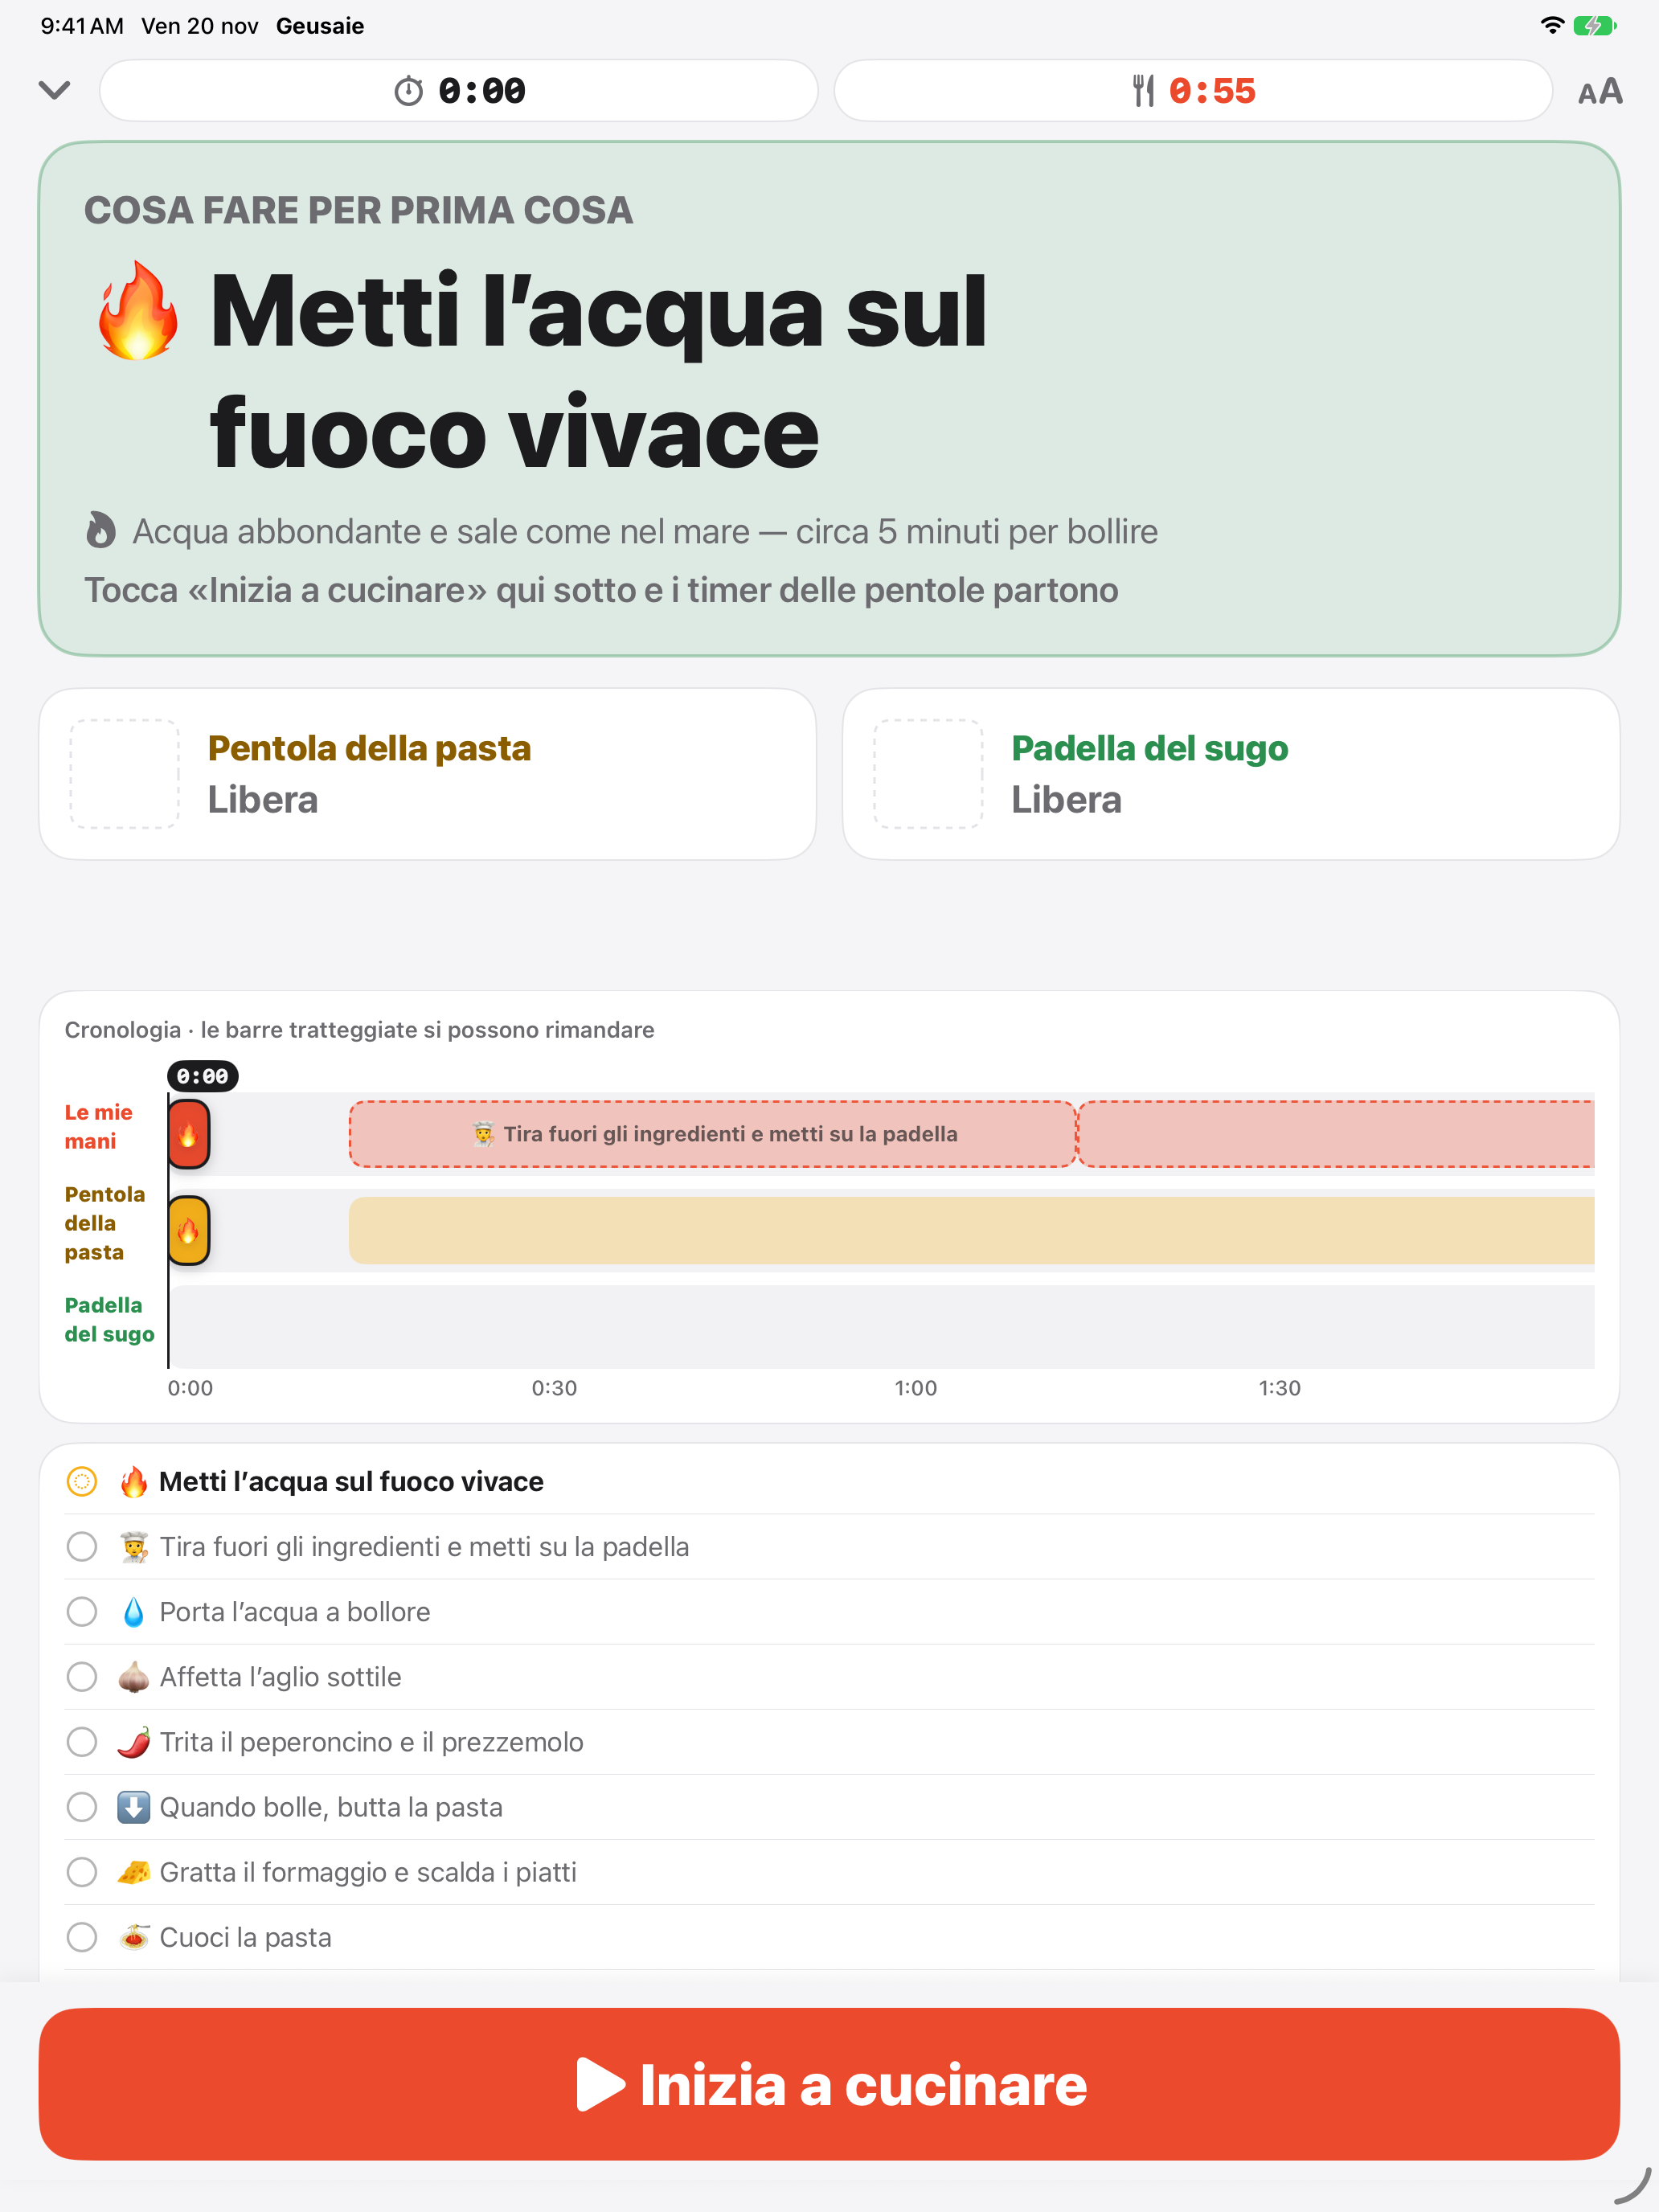 9:41 AM Ven 20 nov Geusaie
0:00
0:55
AA
COSA FARE PER PRIMA COSA
🔥 Metti l’acqua sul
fuoco vivace
Acqua abbondante e sale come nel mare — circa 5 minuti per bollire
Tocca «Inizia a cucinare» qui sotto e i timer delle pentole partono
Pentola della pasta
Libera
Padella del sugo
Libera
Cronologia · le barre tratteggiate si possono rimandare
0:00
Le mie
mani
🧑‍🍳 Tira fuori gli ingredienti e metti su la padella
Pentola
della
pasta
Padella
del sugo
0:00 0:30 1:00 1:30
🔥 Metti l’acqua sul fuoco vivace
🧑‍🍳 Tira fuori gli ingredienti e metti su la padella
💧 Porta l’acqua a bollore
🧄 Affetta l’aglio sottile
🌶️ Trita il peperoncino e il prezzemolo
⬇️ Quando bolle, butta la pasta
🧀 Gratta il formaggio e scalda i piatti
🍝 Cuoci la pasta
Inizia a cucinare